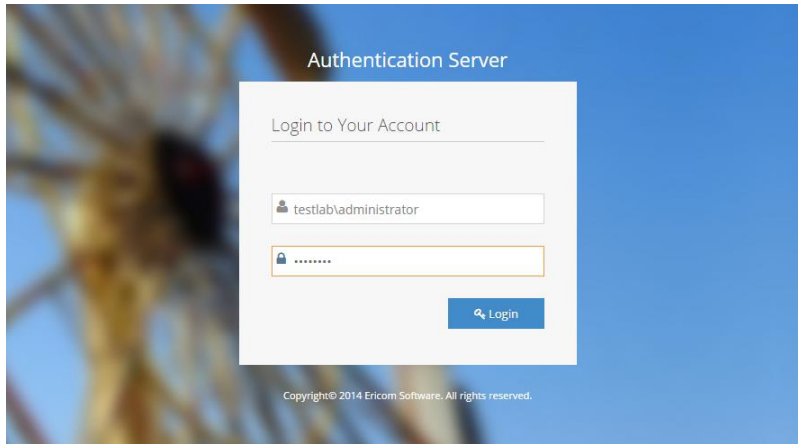 Authentication Server
Login to Your Account
testlab\administrator
........
Login
Copyright© 2014 Ericom Software. All rights reserved.